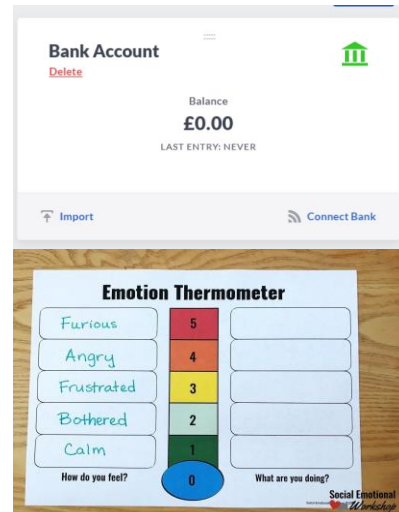 Bank Account
Delete
Balance
£0.00
LAST ENTRY: NEVER
Import
Connect Bank
Emotion Thermometer
Furious
5
Angry
4
Frustrated
3
Bothered
2
Calm
1
How do you feel?
0
What are you doing?
Social Emotional
Workshop